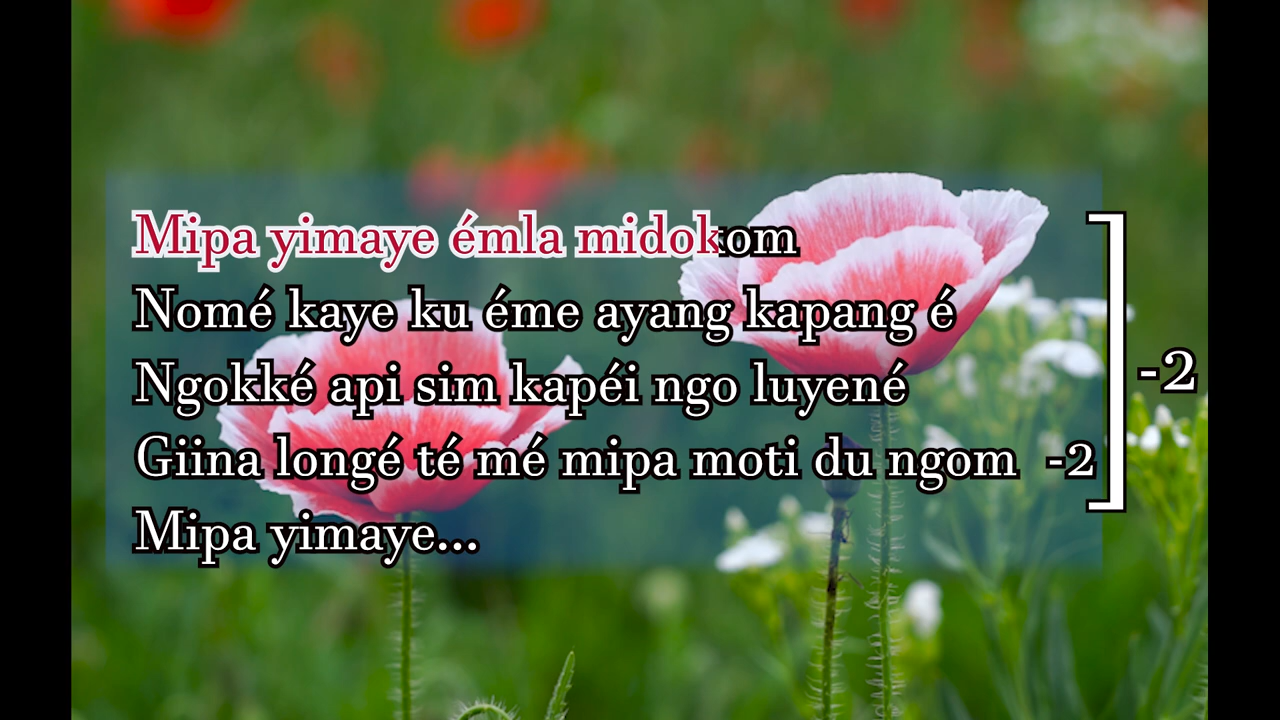 Mipa yimaye émla midokom
Nomé kaye ku éme ayang kapang é
Ngokké api sim kapéi ngo luyené
-2
Giina longé té mé mipa moti du ngom -2
Mipa yimaye...